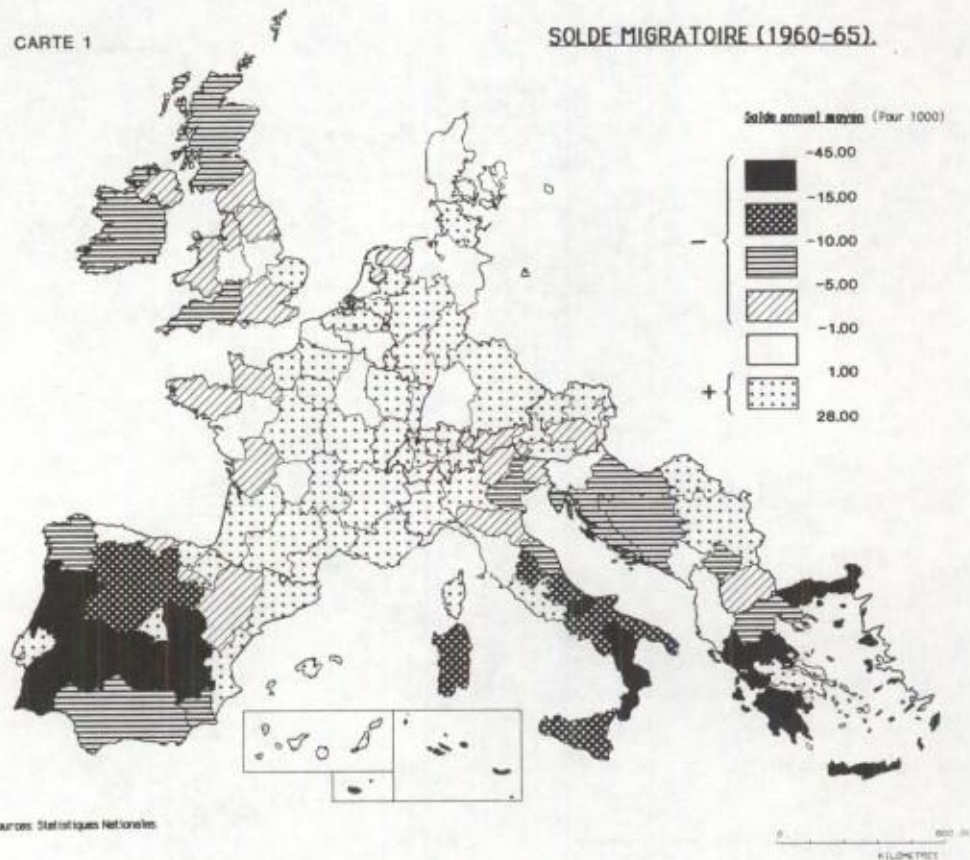 CARTE 1
SOLDE MIGRATOIRE (1960-65).
Solde annuel moyen (Pour 1000)
-45.00
-15.00
-10.00
-
-5.00
-1.00
1.00
+
28.00
ources: Statistiques Nationales
0
KILOMETRES